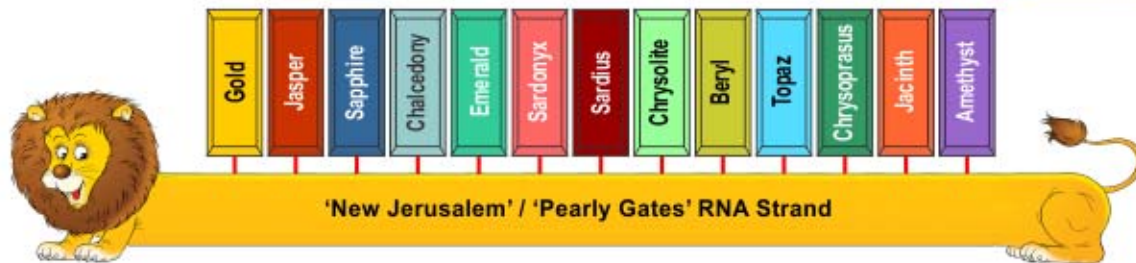 Gold
Jasper
Sapphire
Chalcedony
Emerald
Sardonyx
Sardius
Chrysolite
Beryl
Topaz
Chrysoprasus
Jacinth
Amethyst
‘New Jerusalem’ / ‘Pearly Gates’ RNA Strand